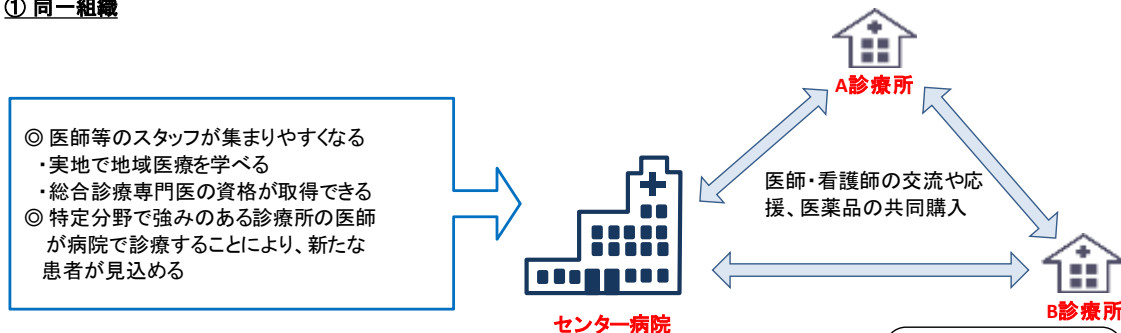 ① 同一組織
A診療所
◎ 医師等のスタッフが集まりやすくなる
・実地で地域医療を学べる
・総合診療専門医の資格が取得できる
◎ 特定分野で強みのある診療所の医師
が病院で診療することにより、新たな
患者が見込める
医師・看護師の交流や応
援、医薬品の共同購入
センター病院
B診療所